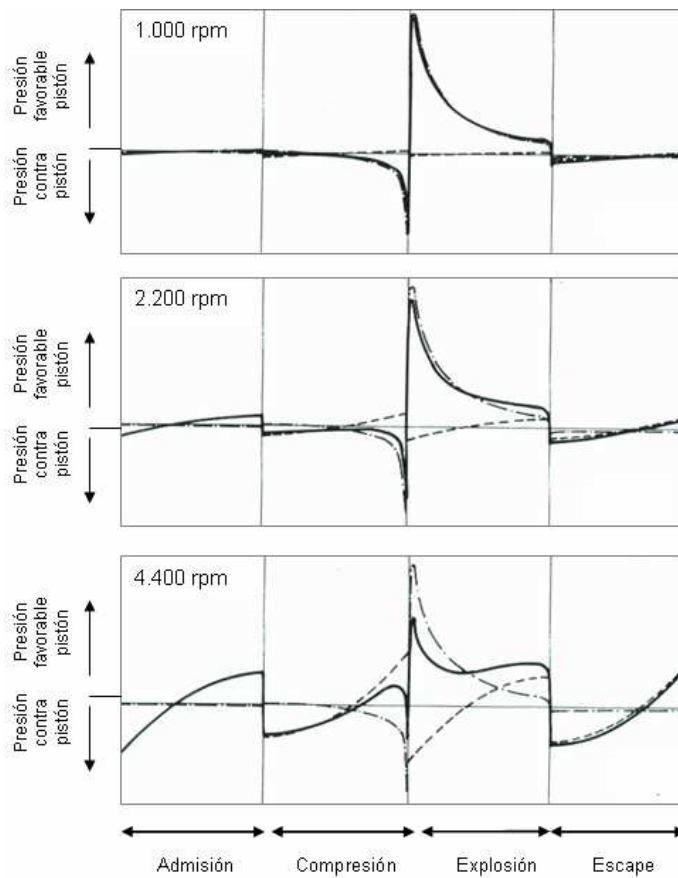 1.000 rpm
Presión
favorable
pistón
Presión
contra
pistón
2.200 rpm
Presión
favorable
pistón
Presión
contra
pistón
4.400 rpm
Presión
favorable
pistón
Presión
contra
pistón
Admisión
Compresión
Explosión
Escape